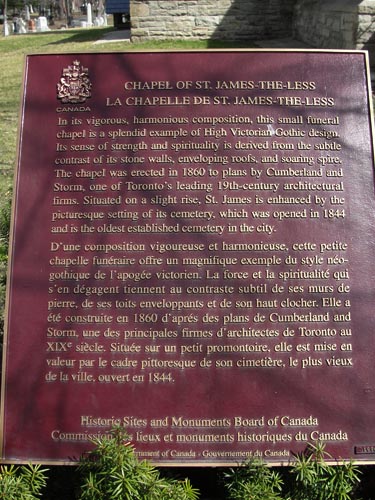 CANADA
CHAPEL OF ST. JAMES-THE-LESS
LA CHAPELLE DE ST. JAMES-THE-LESS
In its vigorous, harmonious composition, this small funeral
chapel is a splendid example of High Victorian Gothic design.
Its sense of strength and spirituality is derived from the subtle
contrast of its stone walls, enveloping roofs, and soaring spire.
The chapel was erected in 1860 to plans by Cumberland and
Storm, one of Toronto's leading 19th-century architectural
firms. Situated on a slight rise, St. James is enhanced by the
picturesque setting of its cemetery, which was opened in 1844
and is the oldest established cemetery in the city.
D'une composition vigoureuse et harmonieuse, cette petite
chapelle funéraire offre un magnifique exemple du style néo-
gothique de l'apogée victorien. La force et la spiritualité qui
s'en dégagent tiennent au contraste subtil de ses murs de
pierre, de ses toits enveloppants et de son haut clocher. Elle a
été construite en 1860 d'aprés des plans de Cumberland and
Storm, une des principales firmes d'architectes de Toronto au
XIXe siècle. Située sur un petit promontoire, elle est mise en
valeur par le cadre pittoresque de son cimetière, le plus vieux
de la ville, ouvert en 1844.
Historic Sites and Monuments Board of Canada
Commission des lieux et monuments historiques du Canada
of Canada - Gouvernement du Canada